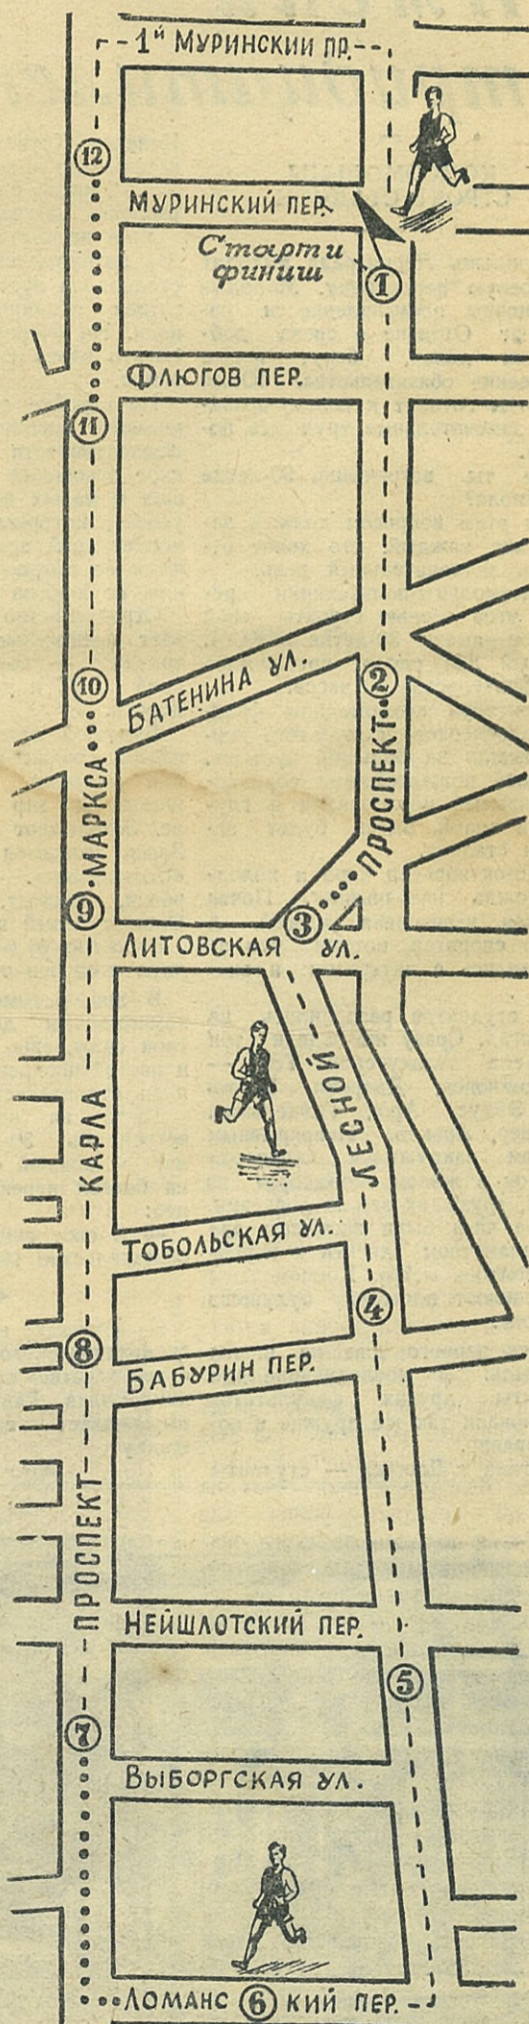 1й МУРИНСКИЙ ПР.
12
МУРИНСКИЙ ПЕР.
Старт и
финиш
1
ФЛЮГОВ ПЕР.
11
БАТЕНИНА УЛ.
10
2
ПРОСПЕКТ
МАРКСА
9
3
ЛИТОВСКАЯ УЛ.
ЛЕСНОЙ
КАРЛА
ТОБОЛЬСКАЯ УЛ.
4
8
БАБУРИН ПЕР.
ПРОСПЕКТ
НЕЙШЛОТСКИЙ ПЕР.
5
7
ВЫБОРГСКАЯ УЛ.
ЛОМАНС 6 КИЙ ПЕР.